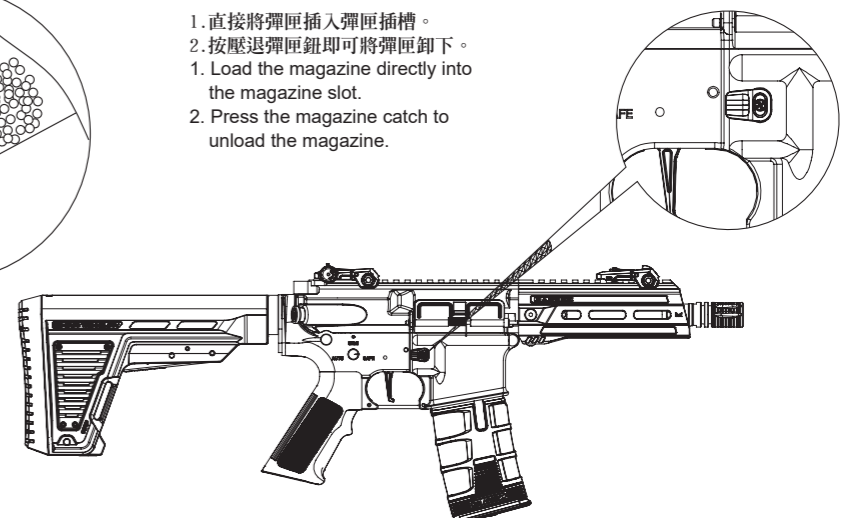 1.直接將彈匣插入彈匣插槽。
2.按壓退彈匣鈕即可將彈匣卸下。
1. Load the magazine directly into
the magazine slot.
2. Press the magazine catch to
unload the magazine.
FE
AUTO SAFE